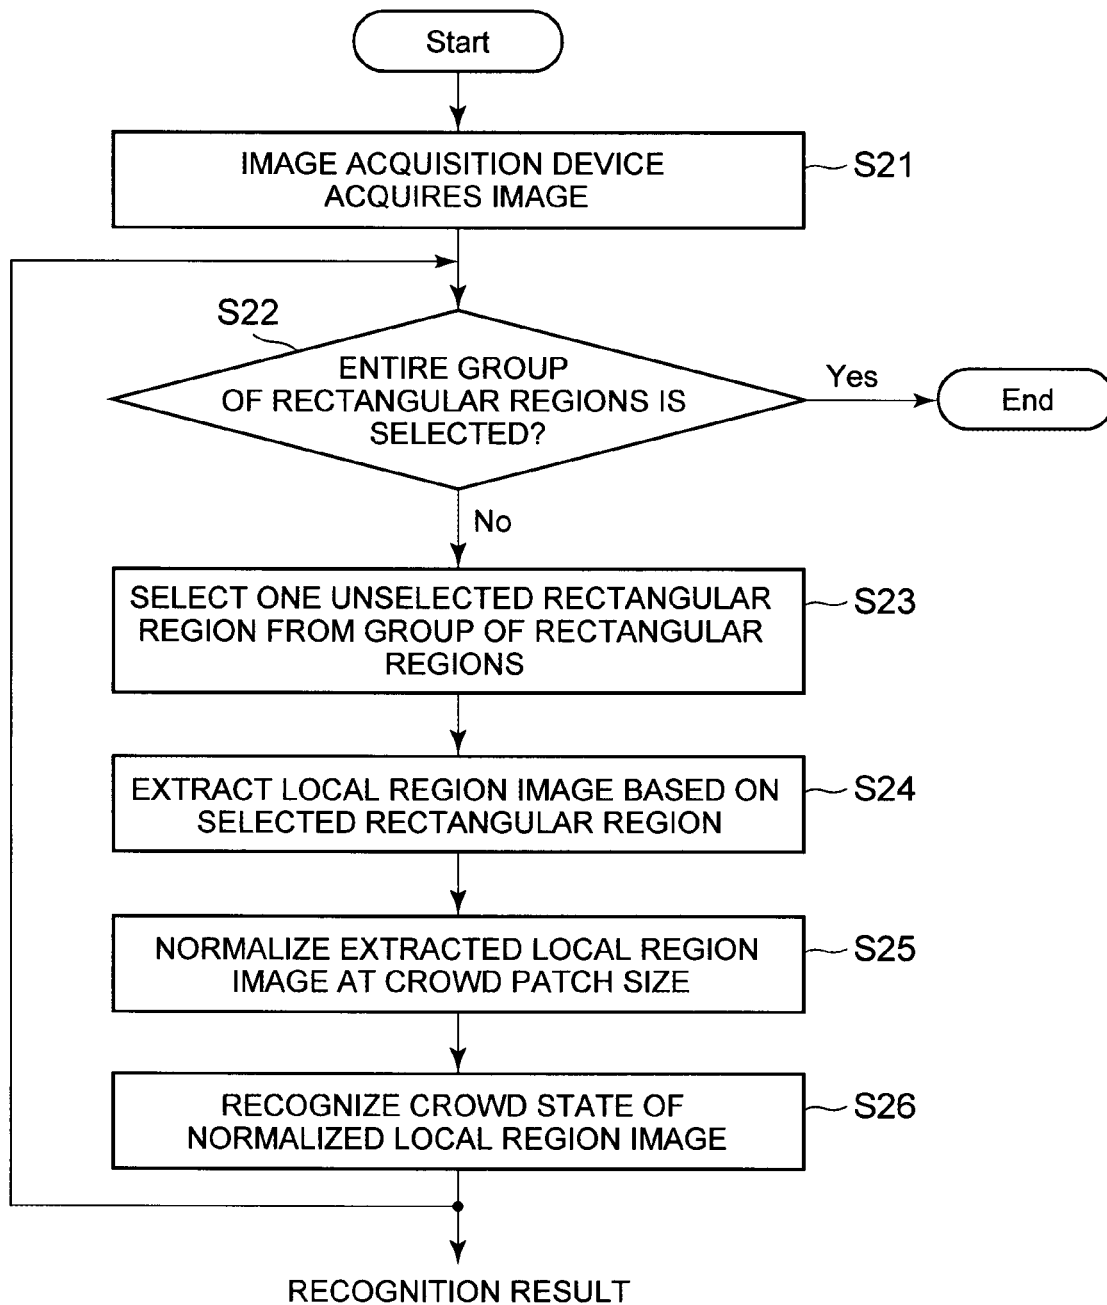 Start
IMAGE ACQUISITION DEVICE
ACQUIRES IMAGE
S21
S22
ENTIRE GROUP
OF RECTANGULAR REGIONS IS
SELECTED?
Yes
End
No
SELECT ONE UNSELECTED RECTANGULAR
REGION FROM GROUP OF RECTANGULAR
REGIONS
S23
EXTRACT LOCAL REGION IMAGE BASED ON
SELECTED RECTANGULAR REGION
S24
NORMALIZE EXTRACTED LOCAL REGION
IMAGE AT CROWD PATCH SIZE
S25
RECOGNIZE CROWD STATE OF
NORMALIZED LOCAL REGION IMAGE
S26
RECOGNITION RESULT